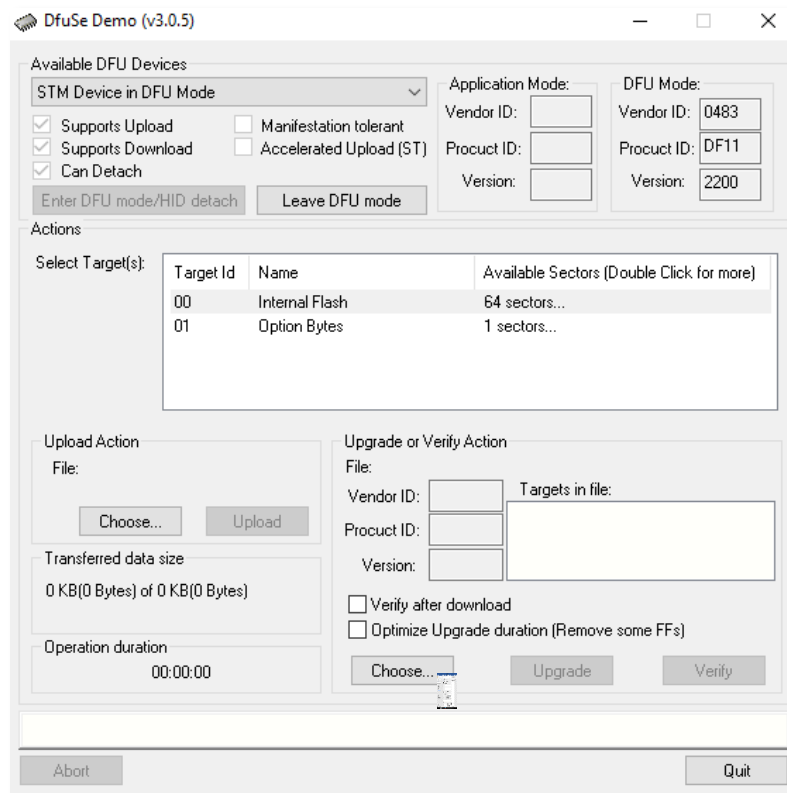 DfuSe Demo (v3.0.5)
Available DFU Devices
STM Device in DFU Mode
Supports Upload
Manifestation tolerant
Supports Download
Accelerated Upload (ST)
Can Detach
Enter DFU mode/HID detach
Leave DFU mode
Application Mode:
Vendor ID:
Procuct ID:
Version:
DFU Mode:
Vendor ID: 0483
Procuct ID: DF11
Version: 2200
Actions
Select Target(s):
Target Id Name Available Sectors (Double Click for more)
00 Internal Flash 64 sectors...
01 Option Bytes 1 sectors...
Upload Action
File:
Choose... Upload
Transferred data size
0 KB(0 Bytes) of 0 KB(0 Bytes)
Operation duration
00:00:00
Upgrade or Verify Action
File:
Vendor ID:
Procuct ID:
Version:
Targets in file:
Verify after download
Optimize Upgrade duration (Remove some FFs)
Choose... Upgrade Verify
Abort Quit